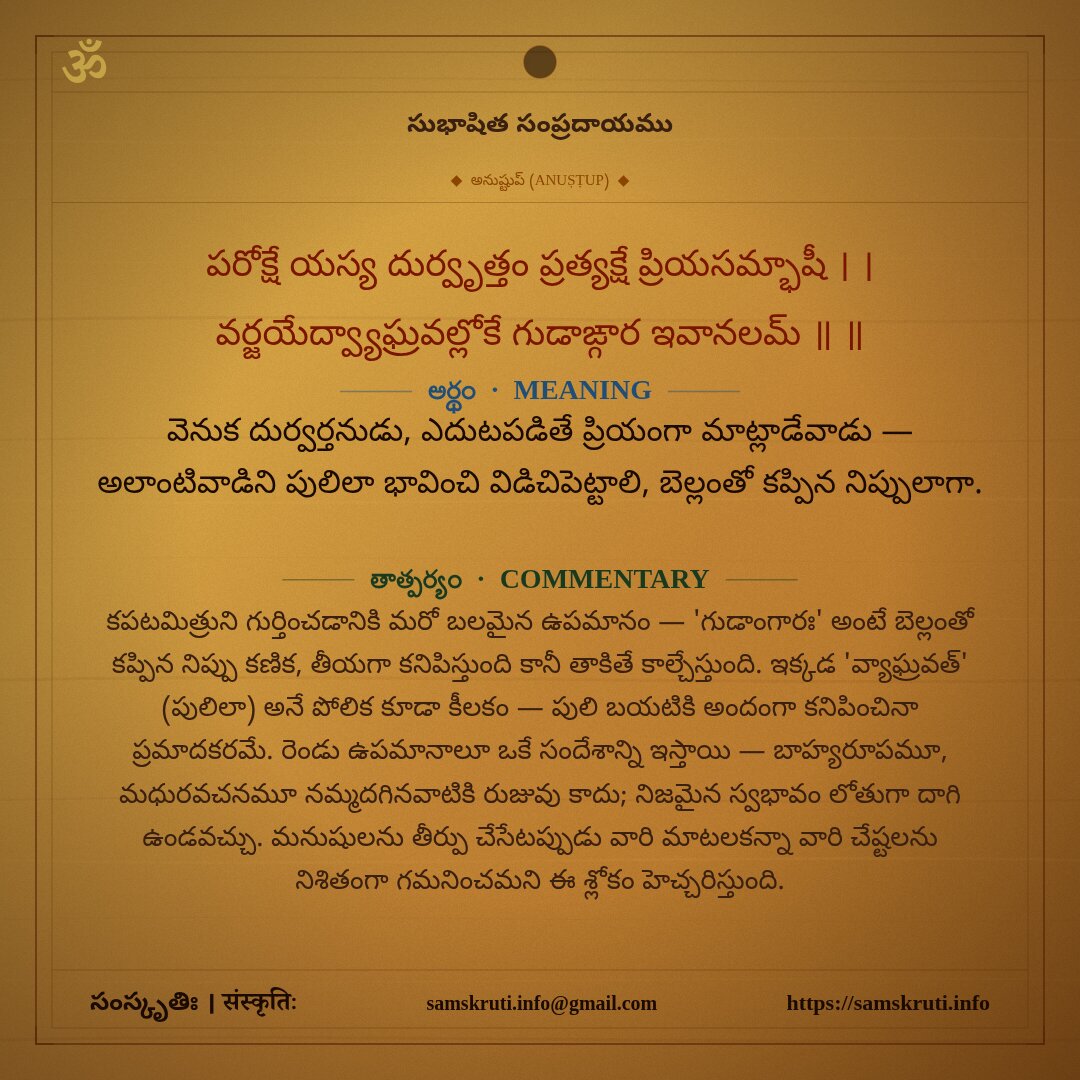 ॐ
సుభాషిత సంప్రదాయము
◆ అనుష్టుప్ (ANUṢṬUP) ◆
పరోక్షే యస్య దుర్వృత్తం ప్రత్యక్షే ప్రియసమ్భాషీ । ।
వర్జయేద్వ్యాఘ్రవల్లోకే గుడాఙ్గార ఇవానలమ్ ॥ ॥
అర్థం · MEANING
వెనుక దుర్వర్తనుడు, ఎదుటపడితే ప్రియంగా మాట్లాడేవాడు —
అలాంటివాడిని పులిలా భావించి విడిచిపెట్టాలి, బెల్లంతో కప్పిన నిప్పులాగా.
తాత్పర్యం · COMMENTARY
కపటమిత్రుని గుర్తించడానికి మరో బలమైన ఉపమానం — 'గుడాంగారః' అంటే బెల్లంతో
కప్పిన నిప్పు కణిక, తీయగా కనిపిస్తుంది కానీ తాకితే కాల్చేస్తుంది. ఇక్కడ 'వ్యాఘ్రవత్'
(పులిలా) అనే పోలిక కూడా కీలకం — పులి బయటికి అందంగా కనిపించినా
ప్రమాదకరమే. రెండు ఉపమానాలూ ఒకే సందేశాన్ని ఇస్తాయి — బాహ్యరూపమూ,
మధురవచనమూ నమ్మదగినవాటికి రుజువు కాదు; నిజమైన స్వభావం లోతుగా దాగి
ఉండవచ్చు. మనుషులను తీర్పు చేసేటప్పుడు వారి మాటలకన్నా వారి చేష్టలను
నిశితంగా గమనించమని ఈ శ్లోకం హెచ్చరిస్తుంది.
సంస్కృతిః | संस्कृतिः
samskruti.info@gmail.com
https://samskruti.info